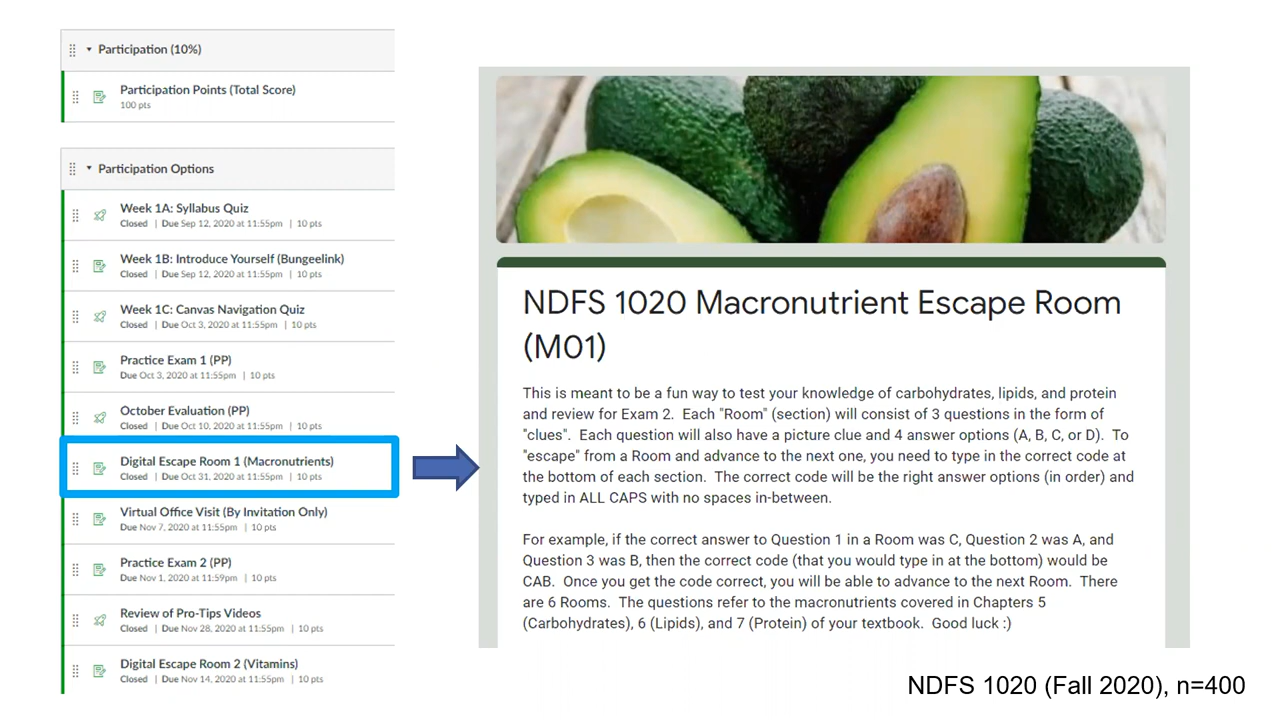 Participation (10%)
Participation Points (Total Score)
100 pts
Participation Options
Week 1A: Syllabus Quiz
Closed | Due Sep 12, 2020 at 11:55pm | 10 pts
Week 1B: Introduce Yourself (Bungeelink)
Closed | Due Sep 12, 2020 at 11:55pm | 10 pts
Week 1C: Canvas Navigation Quiz
Closed | Due Oct 3, 2020 at 11:55pm | 10 pts
Practice Exam 1 (PP)
Due Oct 3, 2020 at 11:55pm | 10 pts
October Evaluation (PP)
Closed | Due Oct 10, 2020 at 11:55pm | 10 pts
Digital Escape Room 1 (Macronutrients)
Closed | Due Oct 31, 2020 at 11:55pm | 10 pts
Virtual Office Visit (By Invitation Only)
Due Nov 7, 2020 at 11:55pm | 10 pts
Practice Exam 2 (PP)
Due Nov 1, 2020 at 11:59pm | 10 pts
Review of Pro-Tips Videos
Closed | Due Nov 28, 2020 at 11:55pm | 10 pts
Digital Escape Room 2 (Vitamins)
Closed | Due Nov 14, 2020 at 11:55pm | 10 pts
NDFS 1020 Macronutrient Escape Room
(M01)
This is meant to be a fun way to test your knowledge of carbohydrates, lipids, and protein
and review for Exam 2. Each "Room" (section) will consist of 3 questions in the form of
"clues". Each question will also have a picture clue and 4 answer options (A, B, C, or D). To
"escape" from a Room and advance to the next one, you need to type in the correct code at
the bottom of each section. The correct code will be the right answer options (in order) and
typed in ALL CAPS with no spaces in-between.
For example, if the correct answer to Question 1 in a Room was C, Question 2 was A, and
Question 3 was B, then the correct code (that you would type in at the bottom) would be
CAB. Once you get the code correct, you will be able to advance to the next Room. There
are 6 Rooms. The questions refer to the macronutrients covered in Chapters 5
(Carbohydrates), 6 (Lipids), and 7 (Protein) of your textbook. Good luck :)
NDFS 1020 (Fall 2020), n=400